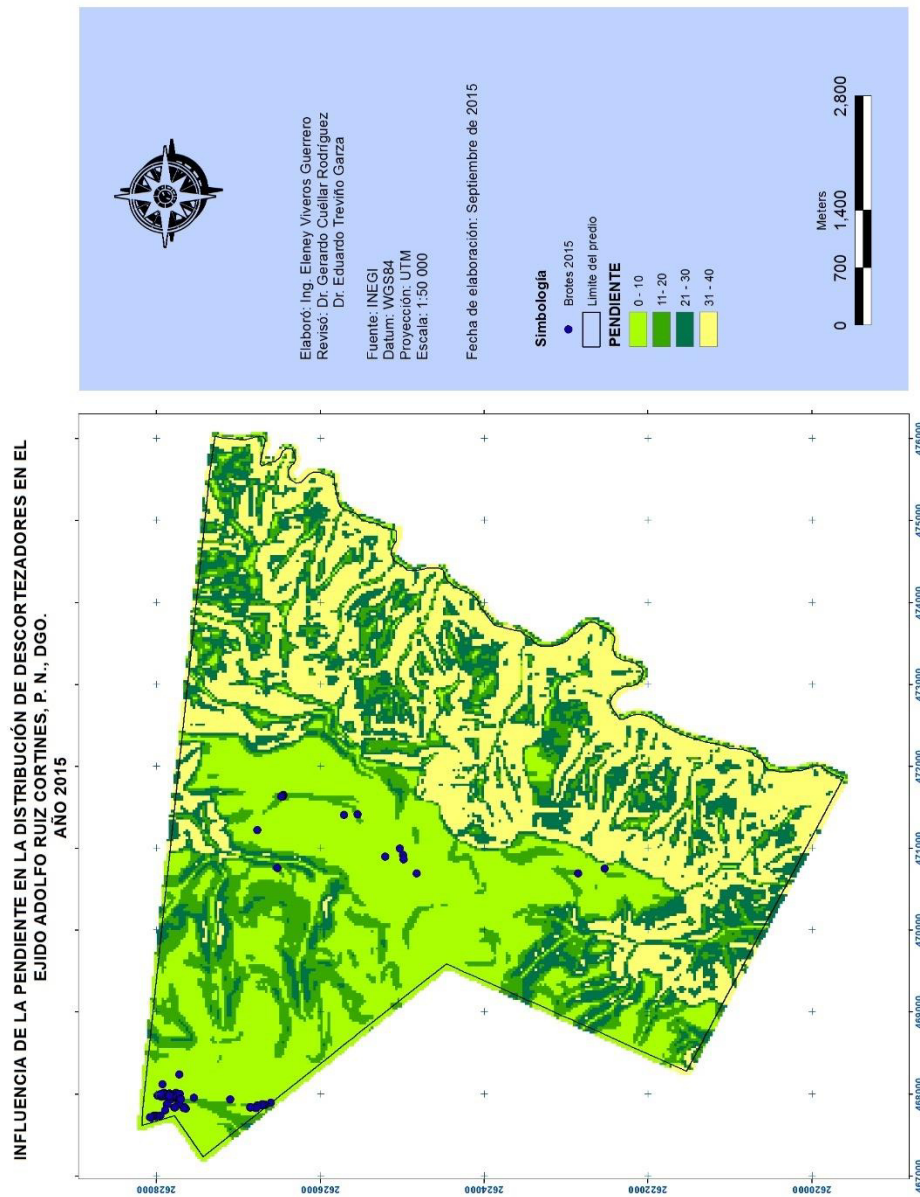 INFLUENCIA DE LA PENDIENTE EN LA DISTRIBUCIÓN DE DESCORTEZADORES EN EL
EJIDO ADOLFO RUIZ CORTINES, P. N., DGO.
AÑO 2015
467000
468000
469000
470000
471000
472000
473000
474000
475000
476000
2628000
2626000
2624000
2622000
2620000
Elaboró: Ing. Eleney Viveros Guerrero
Revisó: Dr. Gerardo Cuéllar Rodríguez
Dr. Eduardo Treviño Garza
Fuente: INEGI
Datum: WGS84
Proyección: UTM
Escala: 1:50 000
Fecha de elaboración: Septiembre de 2015
Simbología
Brotes 2015
Limite del predio
PENDIENTE
0 - 10
11- 20
21 - 30
31 - 40
Meters
0 700 1,400 2,800